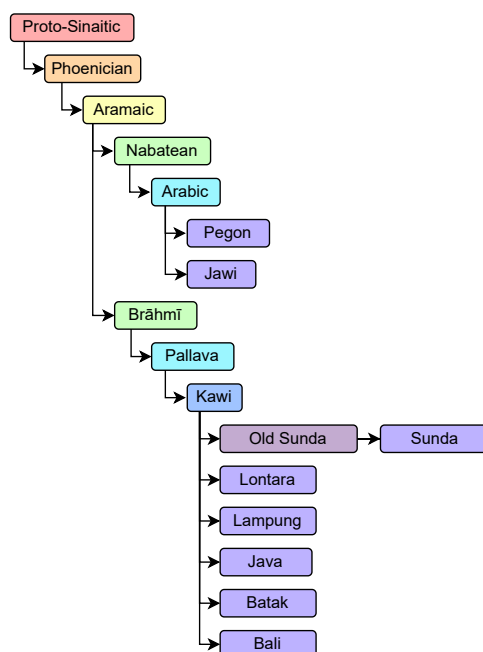 Proto-Sinaitic
Phoenician
Aramaic
Nabatean
Arabic
Pegon
Jawi
Brāhmī
Pallava
Kawi
Old Sunda
Sunda
Lontara
Lampung
Java
Batak
Bali